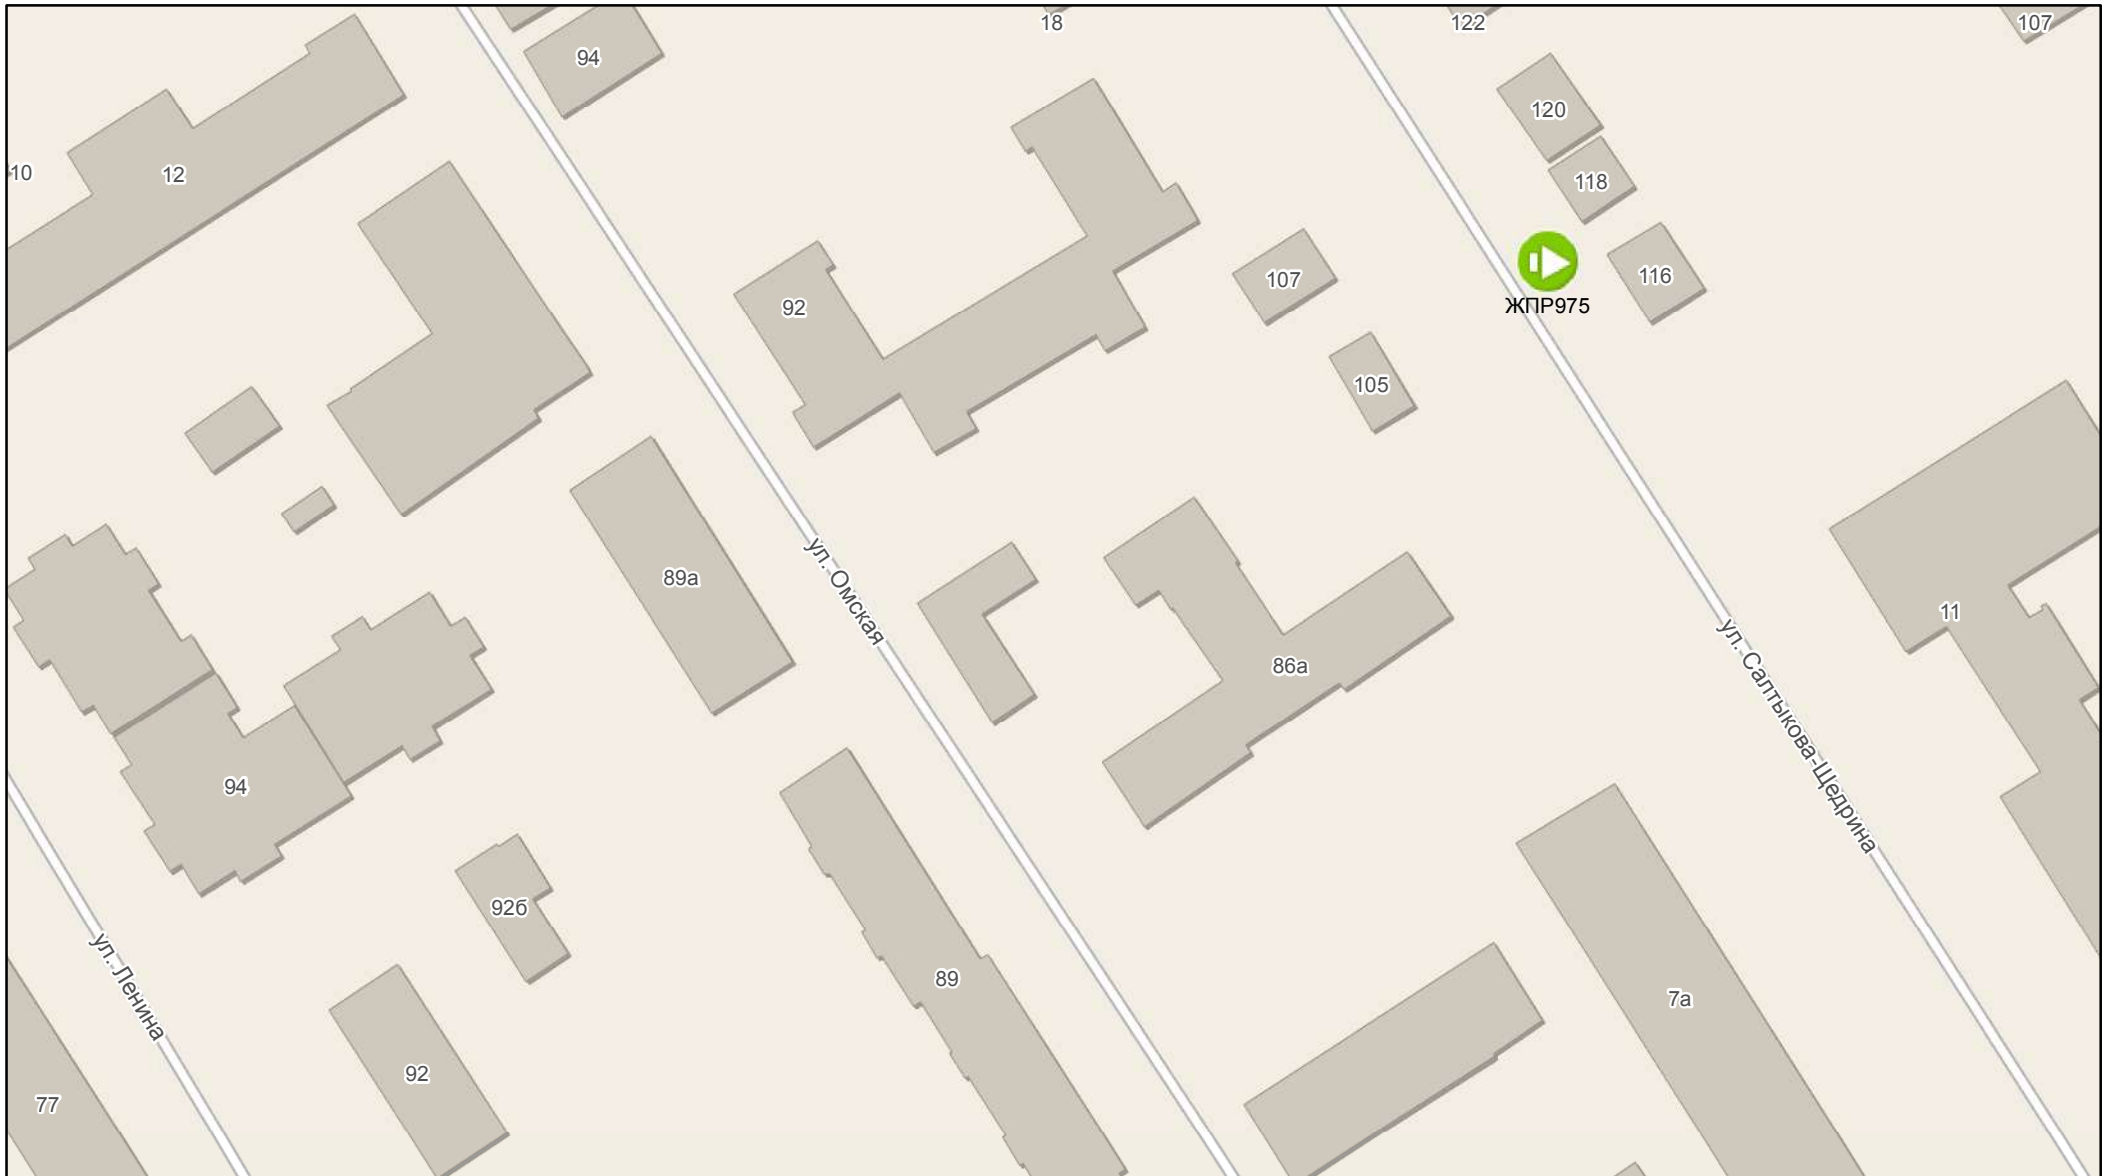 18
122
107
94
120
10
12
118
116
107
92
ЖПР975
105
89а
ул. Омская
11
86а
ул. Салтыкова-Щедрина
94
92б
ул. Ленина
89
7а
92
77